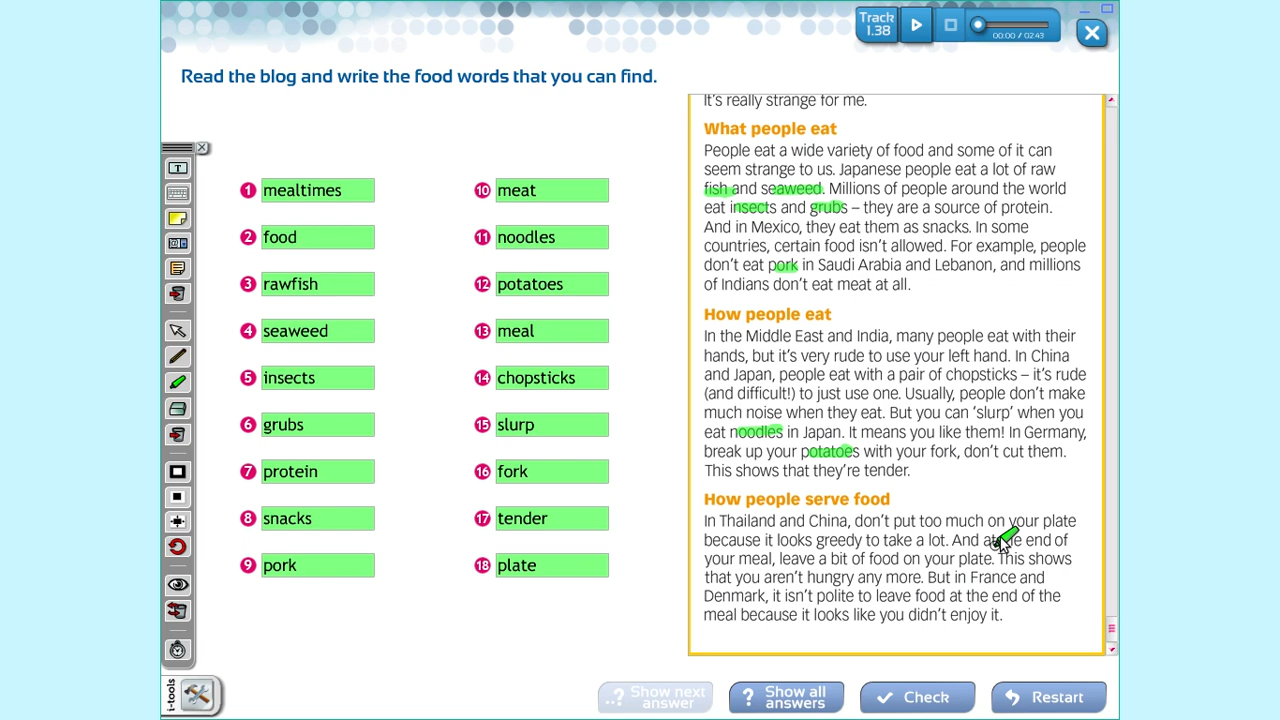 Track
1.38
00:00 / 02:43
Read the blog and write the food words that you can find.
1 mealtimes
2 food
3 rawfish
4 seaweed
5 insects
6 grubs
7 protein
8 snacks
9 pork
10 meat
11 noodles
12 potatoes
13 meal
14 chopsticks
15 slurp
16 fork
17 tender
18 plate
It's really strange for me.
What people eat
People eat a wide variety of food and some of it can
seem strange to us. Japanese people eat a lot of raw
fish and seaweed. Millions of people around the world
eat insects and grubs – they are a source of protein.
And in Mexico, they eat them as snacks. In some
countries, certain food isn't allowed. For example, people
don't eat pork in Saudi Arabia and Lebanon, and millions
of Indians don't eat meat at all.
How people eat
In the Middle East and India, many people eat with their
hands, but it's very rude to use your left hand. In China
and Japan, people eat with a pair of chopsticks – it's rude
(and difficult!) to just use one. Usually, people don't make
much noise when they eat. But you can 'slurp' when you
eat noodles in Japan. It means you like them! In Germany,
break up your potatoes with your fork, don't cut them.
This shows that they're tender.
How people serve food
In Thailand and China, don't put too much on your plate
because it looks greedy to take a lot. And at the end of
your meal, leave a bit of food on your plate. This shows
that you aren't hungry any more. But in France and
Denmark, it isn't polite to leave food at the end of the
meal because it looks like you didn't enjoy it.
i-tools
Show next
answer
Show all
answers
Check
Restart